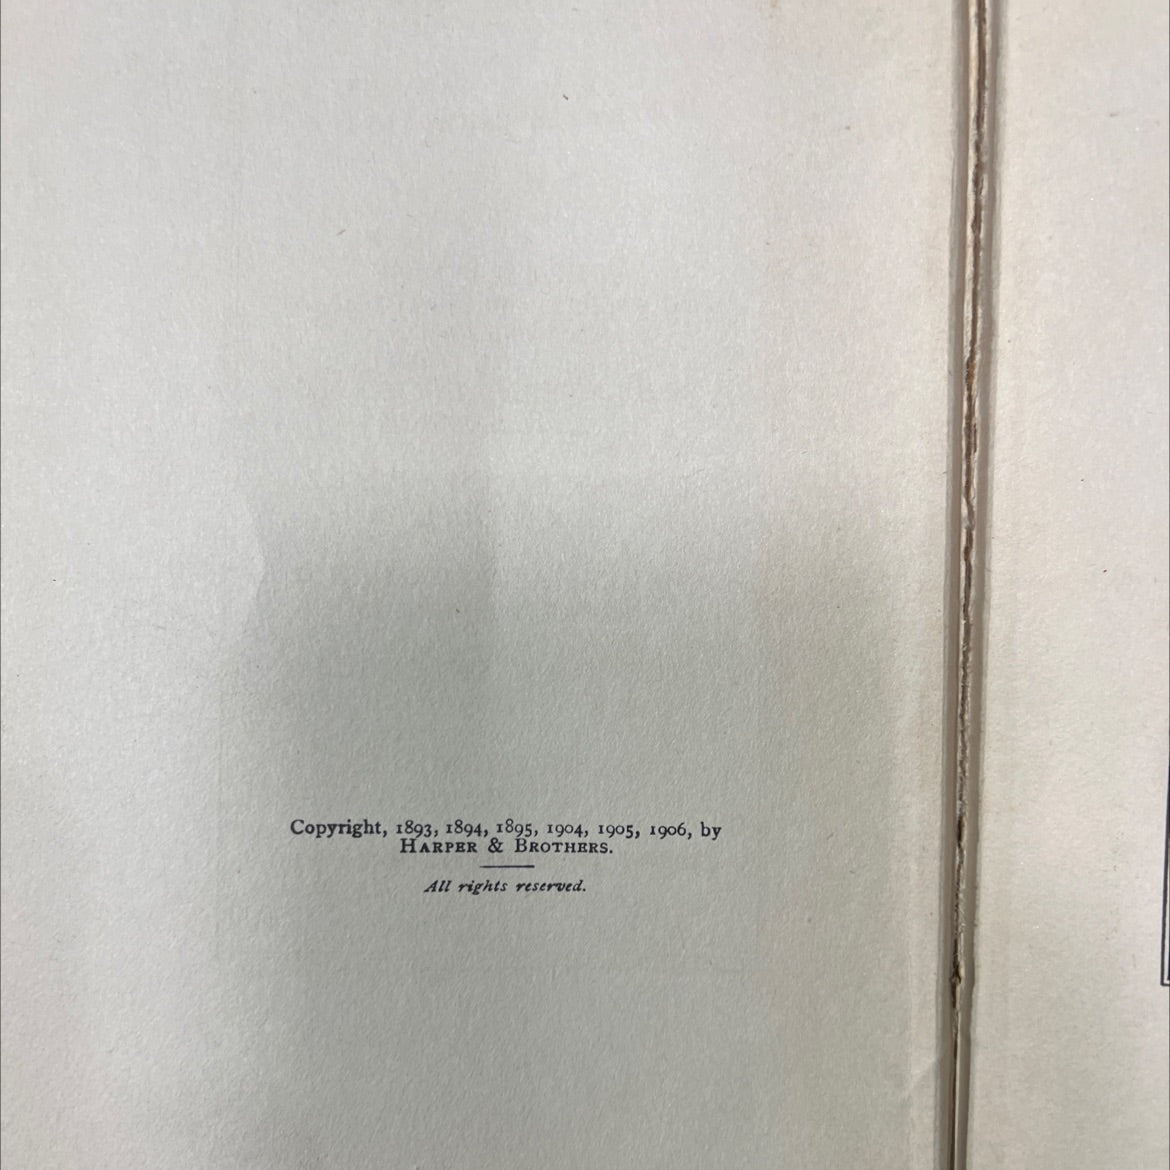 Copyright, 1893, 1894, 1895, 1904, 1905, 1906, by
HARPER & BROTHERS.
All rights reserved.